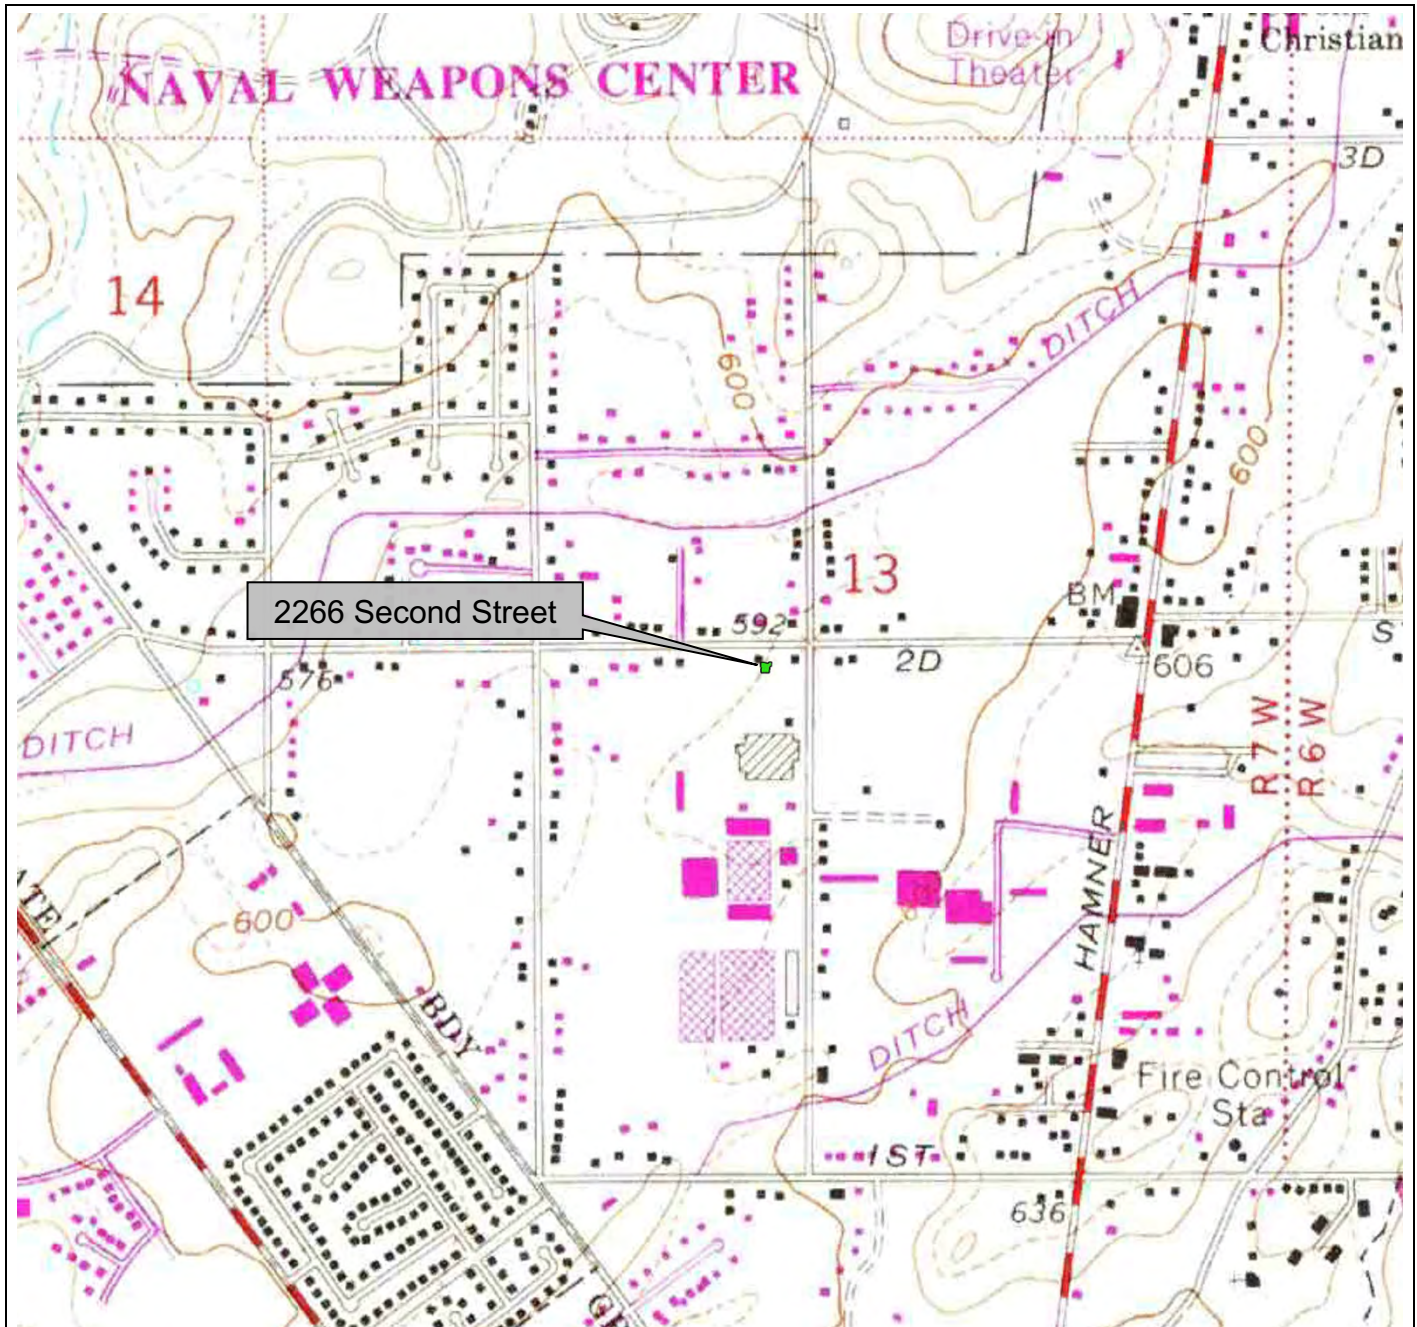 Drive-in
Theater
Christian
NAVAL WEAPONS CENTER
3D
14
DITCH
600
600
13
BM
2266 Second Street
592
S
2D
576
606
DITCH
R 7 W
R 6 W
HAMNER
ATE
600
BDY
DITCH
Fire Control
Sta
1ST
636